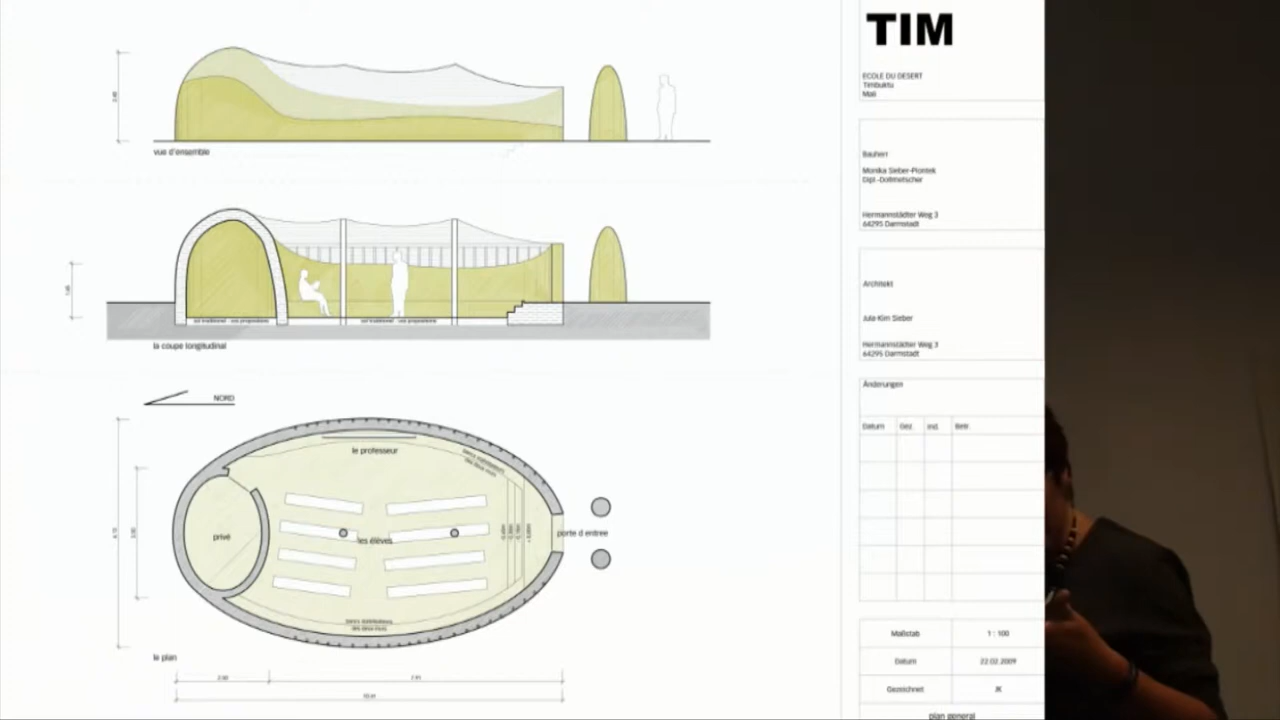 TIM
ECOLE DU DESERT
Timbuktu
Mali
vue d'ensemble
Bauherr
Monika Sieber-Piontek
Dipl.-Dolmetscher
Hermannstädter Weg 3
64295 Darmstadt
Architekt
Jula-Kim Sieber
Hermannstädter Weg 3
64295 Darmstadt
la coupe longitudinal
Änderungen
NORD
Datum Gez. Ind. Betr.
le professeur
privé
les élèves
porte d entree
le plan
Maßstab 1 : 100
Datum 22.02.2009
Gezeichnet JK
plan general